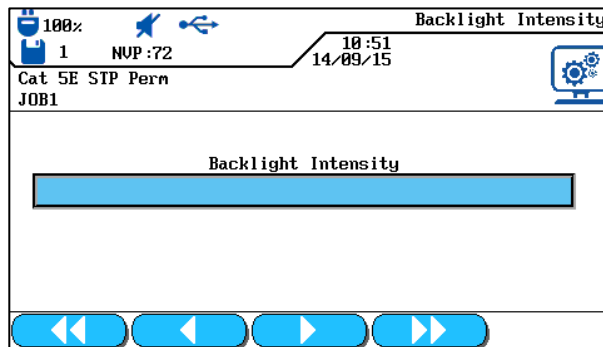 100% Backlight Intensity
1 NVP:72 10:51
14/09/15
Cat 5E STP Perm
JOB1
Backlight Intensity